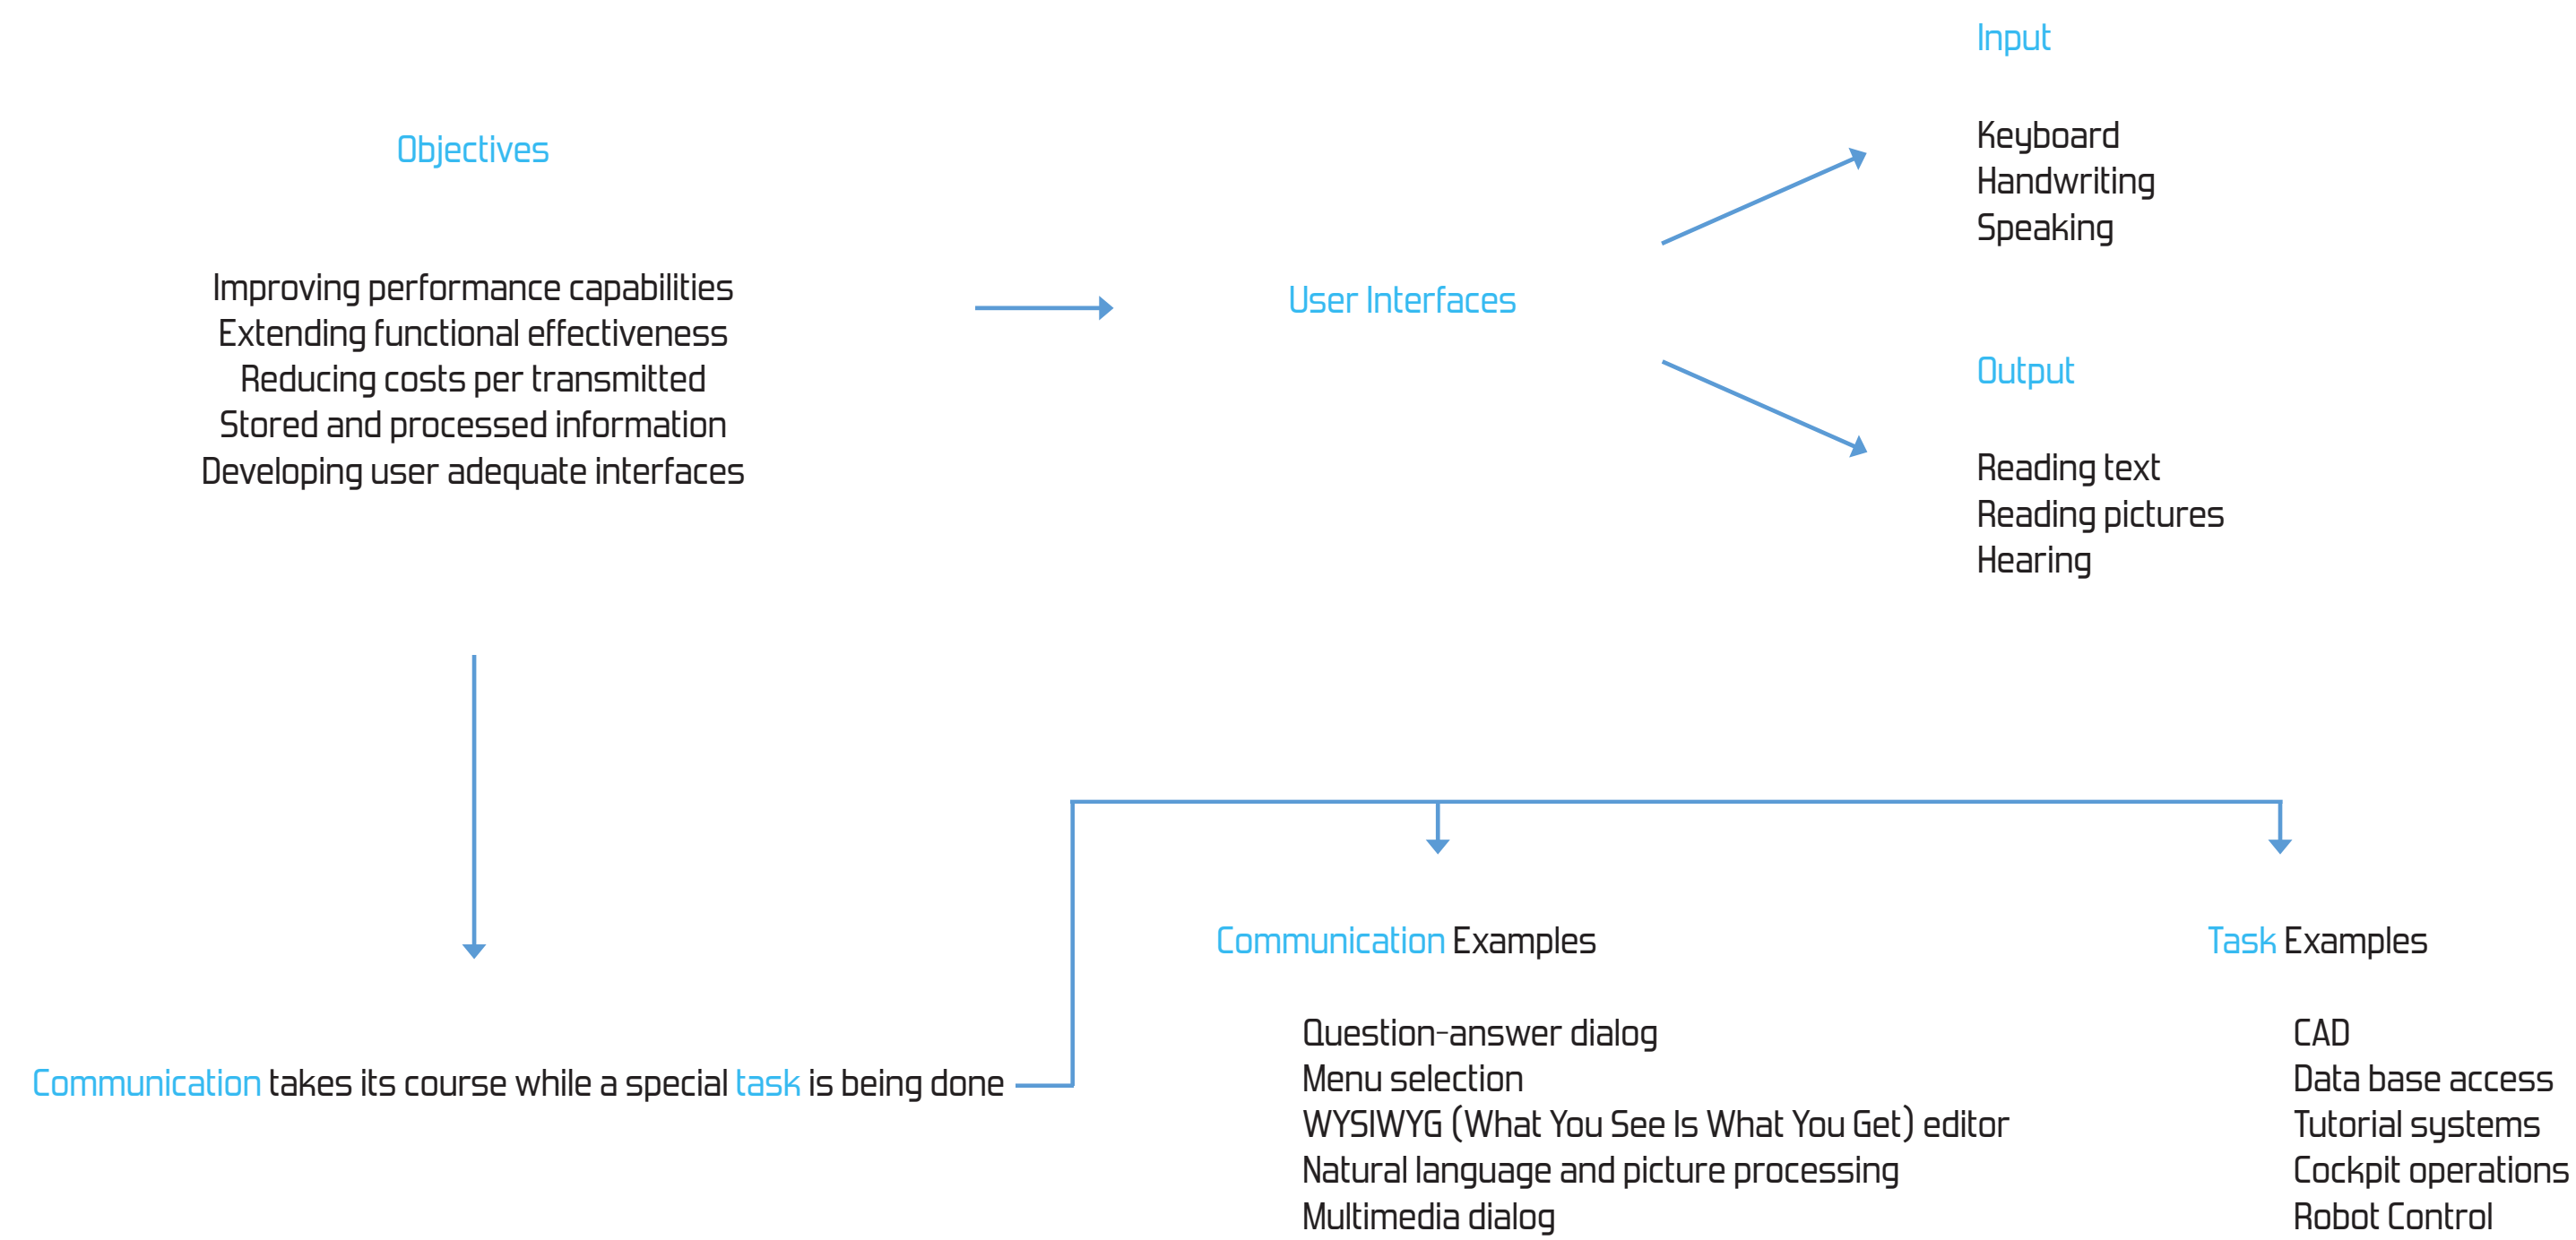 Objectives
Improving performance capabilities
Extending functional effectiveness
Reducing costs per transmitted
Stored and processed information
Developing user adequate interfaces
User Interfaces
Input
Keyboard
Handwriting
Speaking
Output
Reading text
Reading pictures
Hearing
Communication takes its course while a special task is being done
Communication Examples
Question-answer dialog
Menu selection
WYSIWYG (What You See Is What You Get) editor
Natural language and picture processing
Multimedia dialog
Task Examples
CAD
Data base access
Tutorial systems
Cockpit operations
Robot Control